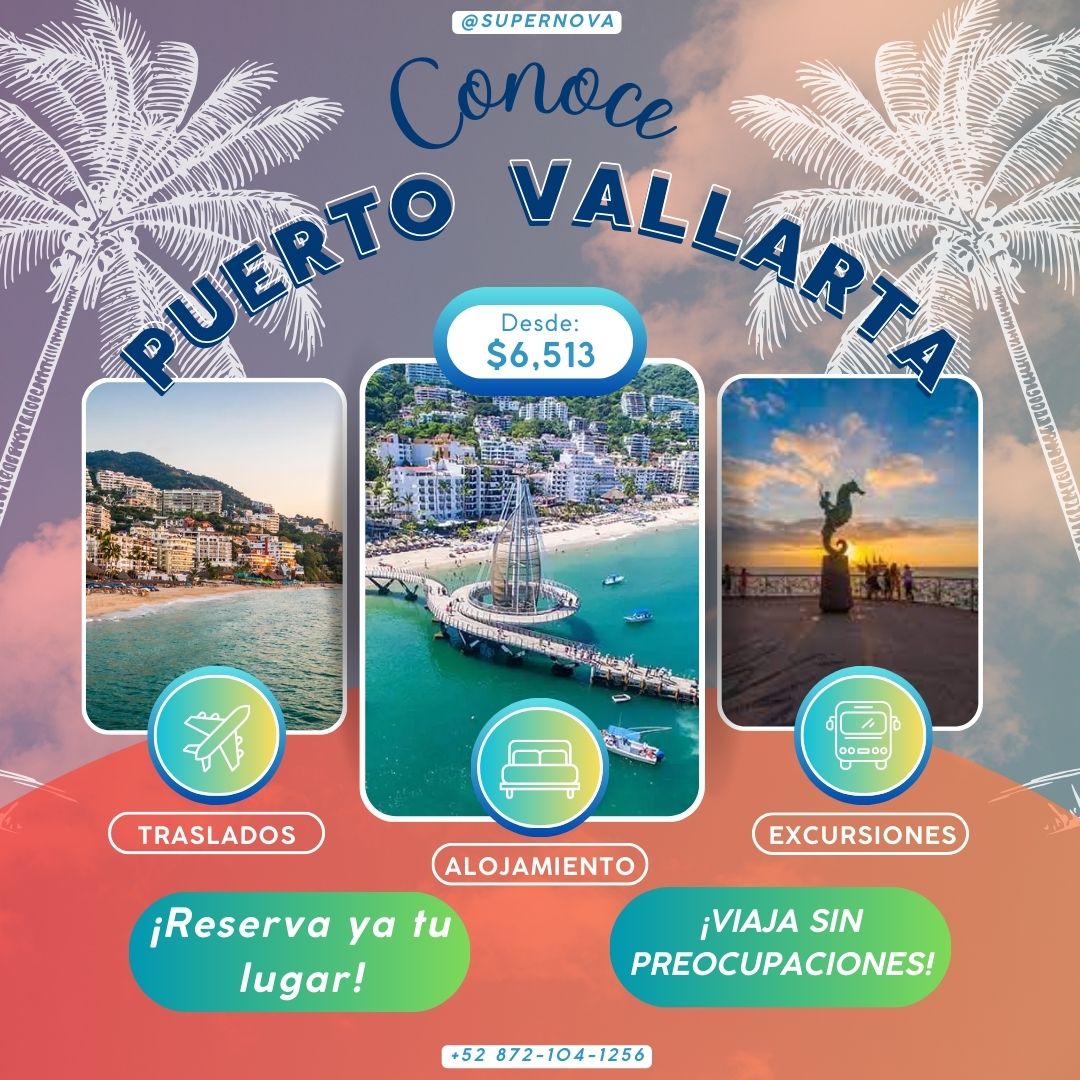 @SUPERNOVA
Conoce
PUERTO VALLARTA
Desde:
$6,513
TRASLADOS
ALOJAMIENTO
EXCURSIONES
¡Reserva ya tu
lugar!
¡VIAJA SIN
PREOCUPACIONES!
+52 872-104-1256